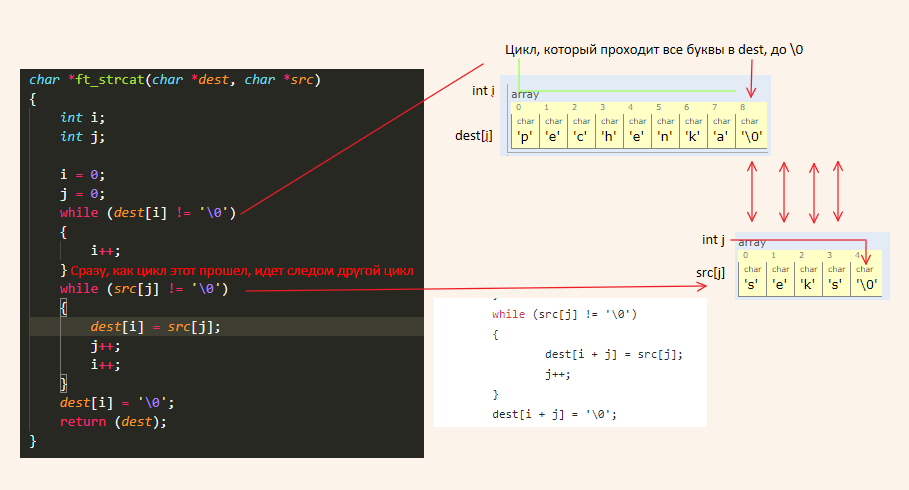 Цикл, который проходит все буквы в dest, до \0
char *ft_strcat(char *dest, char *src)
{
int i;
int j;
i = 0;
j = 0;
while (dest[i] != '\0')
{
i++;
} Сразу, как цикл этот прошел, идет следом другой цикл
while (src[j] != '\0')
{
dest[i] = src[j];
j++;
i++;
}
dest[i] = '\0';
return (dest);
}
int i
array
0 1 2 3 4 5 6 7 8
char char char char char char char char char
dest[j]
'p' 'e' 'c' 'h' 'e' 'n' 'k' 'a' '\0'
int j
array
0 1 2 3 4
src[j]
char char char char char
's' 'e' 'k' 's' '\0'
while (src[j] != '\0')
{
dest[i + j] = src[j];
j++;
}
dest[i + j] = '\0';